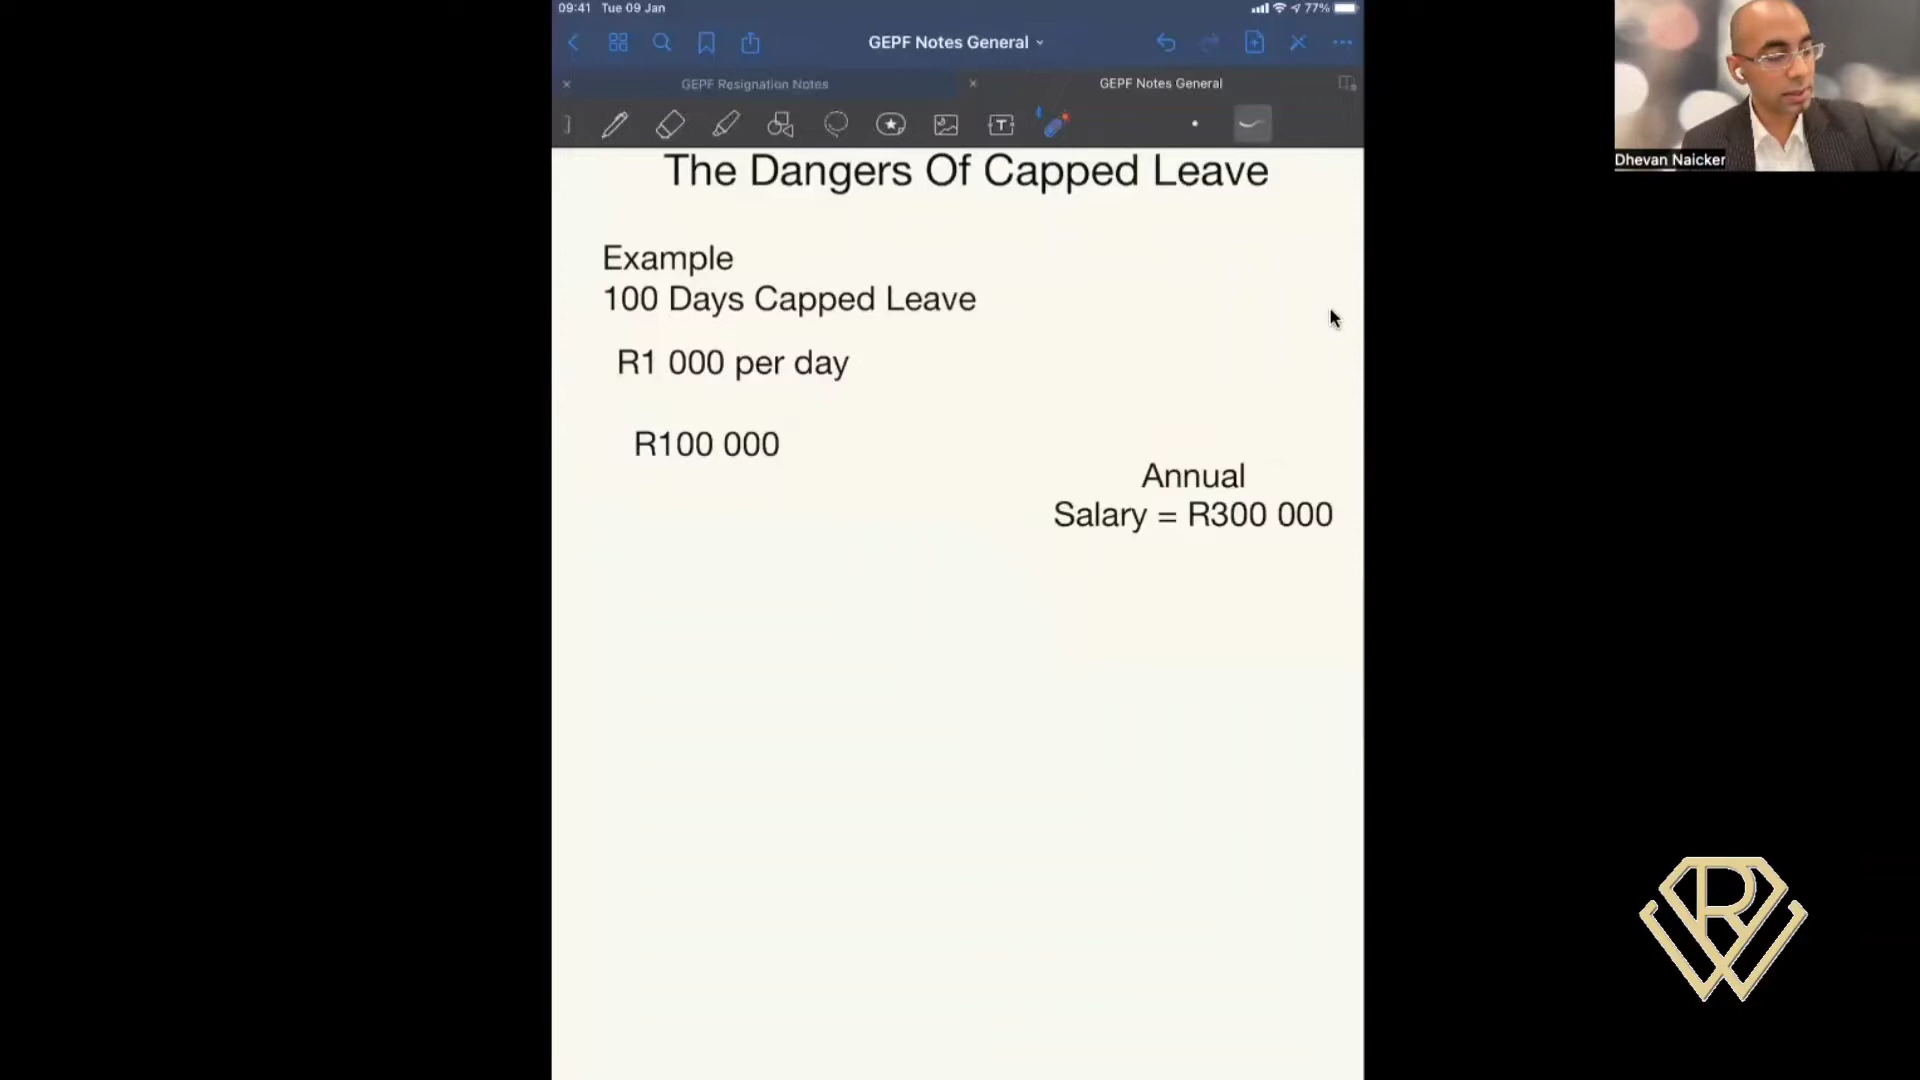 09:41 Tue 09 Jan
77%
GEPF Notes General
GEPF Resignation Notes
GEPF Notes General
The Dangers Of Capped Leave
Example
100 Days Capped Leave
R1 000 per day
R100 000
Annual
Salary = R300 000
Dhevan Naicker
RW